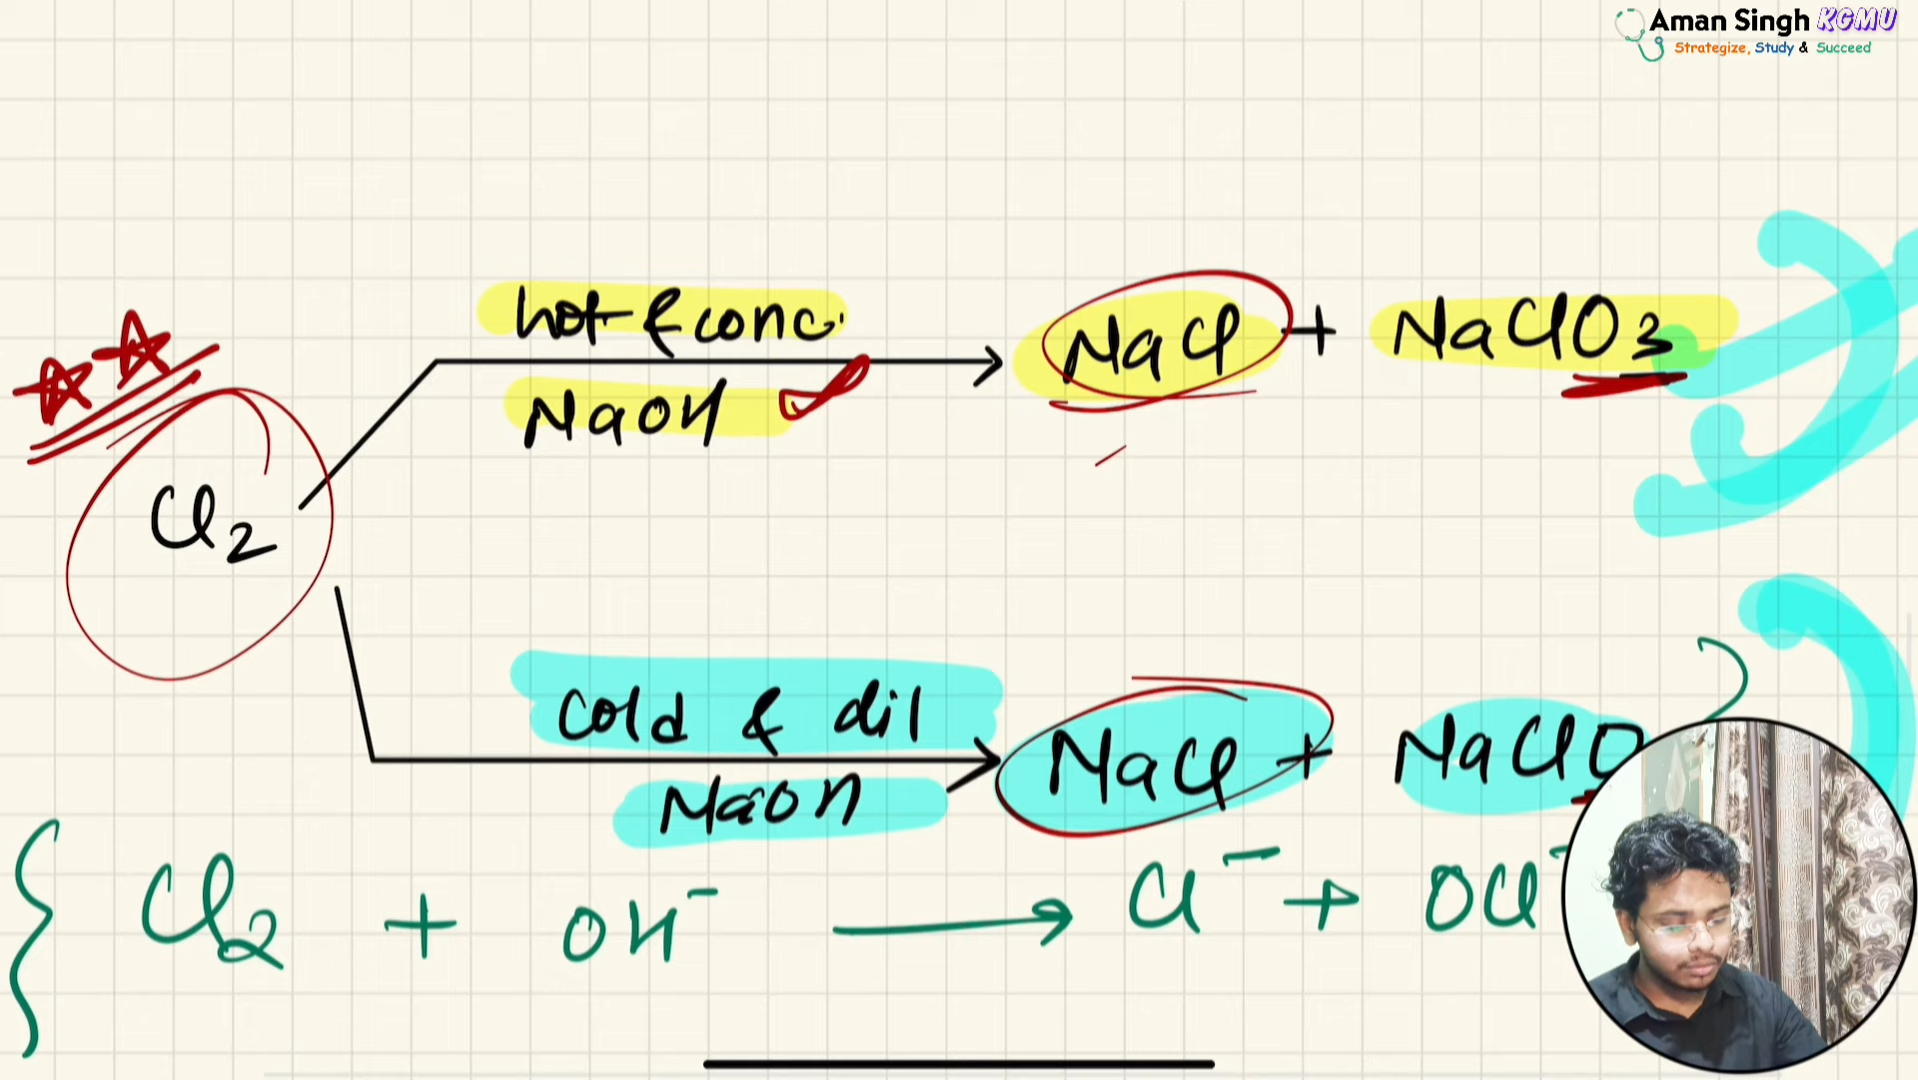 Aman Singh KGMU
Strategize, Study & Succeed
hot & conc.
NaOH
NaCl + NaClO3
Cl2
cold & dil
NaOH
NaCl + NaClO
Cl2 + OH⁻ → Cl⁻ + OCl⁻